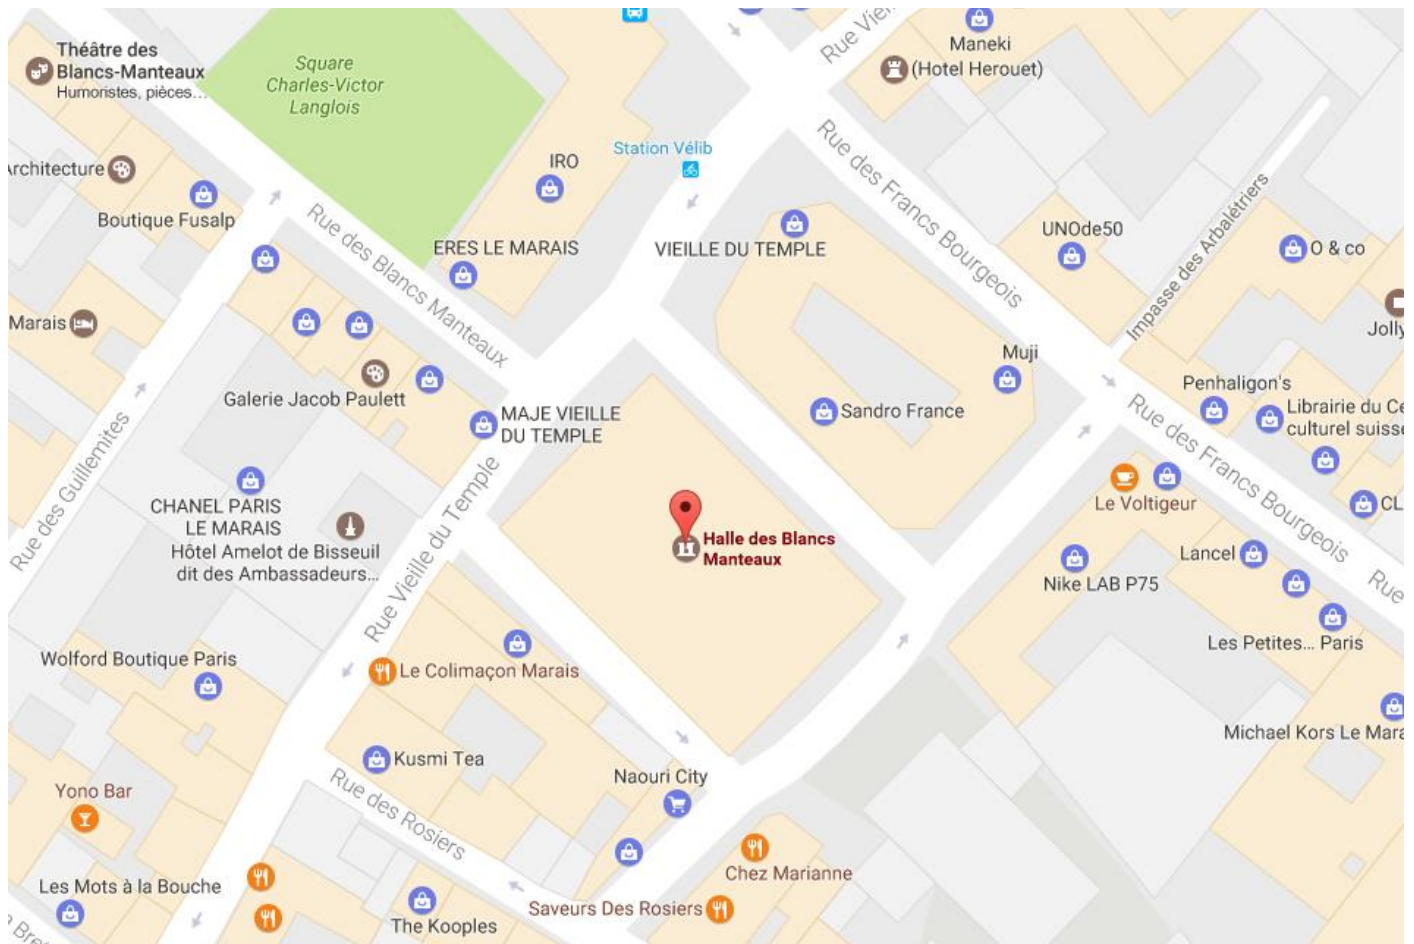 Théâtre des
Blancs-Manteaux
Humoristes, pièces...
Square
Charles-Victor
Langlois
Rue Vieil
Maneki
(Hotel Herouet)
Station Vélib
IRO
Architecture
Boutique Fusalp
Rue des Blancs Manteaux
ERES LE MARAIS
VIEILLE DU TEMPLE
Rue des Francs Bourgeois
UNOde50
Impasse des Arbalétriers
O & co
Marais
Jolly
Muji
Galerie Jacob Paulett
MAJE VIEILLE
DU TEMPLE
Sandro France
Penhaligon's
Librairie du Ce
culturel suisse
Rue des Guillemites
CHANEL PARIS
LE MARAIS
Hôtel Amelot de Bisseuil
dit des Ambassadeurs...
Rue Vieille du Temple
Halle des Blancs
Manteaux
Le Voltigeur
Rue des Francs Bourgeois
CL
Lancel
Nike LAB P75
Rue
Les Petites... Paris
Wolford Boutique Paris
Le Colimaçon Marais
Michael Kors Le Mara
Kusmi Tea
Naouri City
Yono Bar
Rue des Rosiers
Chez Marianne
Les Mots à la Bouche
Saveurs Des Rosiers
The Kooples
e Bre